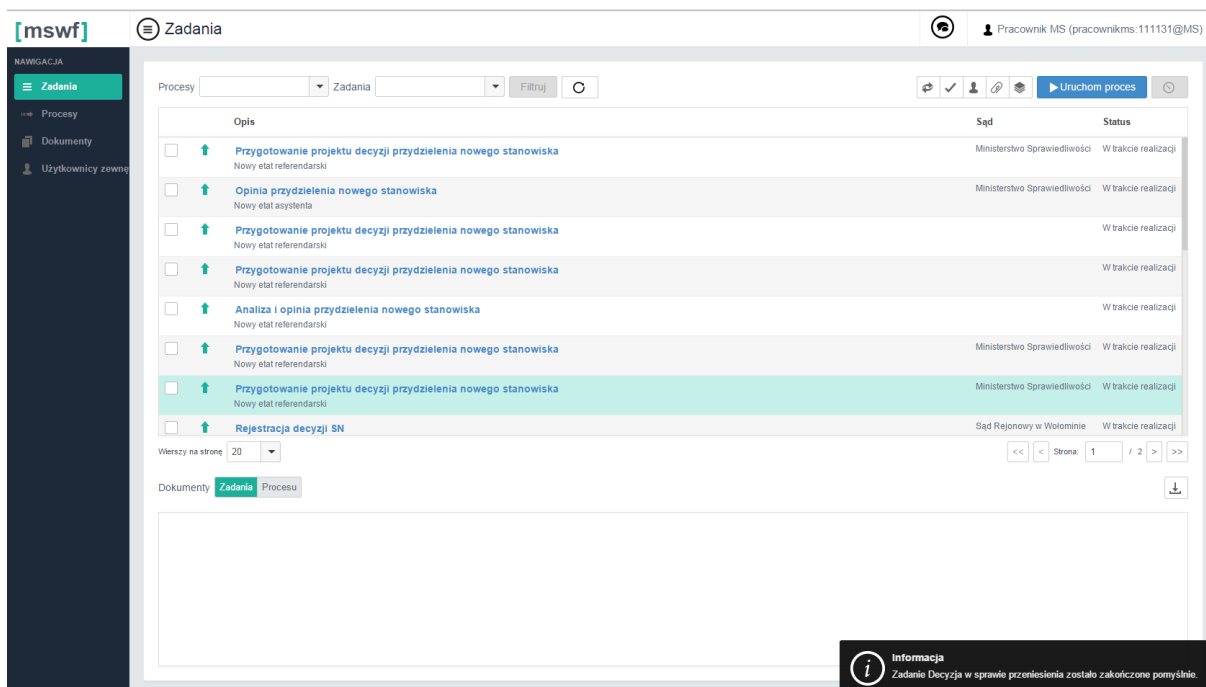 [mswf]
Zadania
Pracownik MS (pracownikms:111131@MS)
NAWIGACJA
Zadania
Procesy
Dokumenty
Użytkownicy zewnę
Procesy Zadania Filtruj Uruchom proces
Opis Sąd Status
Przygotowanie projektu decyzji przydzielenia nowego stanowiska Ministerstwo Sprawiedliwości W trakcie realizacji
Nowy etat referendarski
Opinia przydzielenia nowego stanowiska Ministerstwo Sprawiedliwości W trakcie realizacji
Nowy etat asystenta
Przygotowanie projektu decyzji przydzielenia nowego stanowiska W trakcie realizacji
Nowy etat referendarski
Przygotowanie projektu decyzji przydzielenia nowego stanowiska W trakcie realizacji
Nowy etat referendarski
Analiza i opinia przydzielenia nowego stanowiska W trakcie realizacji
Nowy etat referendarski
Przygotowanie projektu decyzji przydzielenia nowego stanowiska Ministerstwo Sprawiedliwości W trakcie realizacji
Nowy etat referendarski
Przygotowanie projektu decyzji przydzielenia nowego stanowiska Ministerstwo Sprawiedliwości W trakcie realizacji
Nowy etat referendarski
Rejestracja decyzji SN Sąd Rejonowy w Wołominie W trakcie realizacji
Wierszy na stronę 20 << < Strona: 1 / 2 > >>
Dokumenty Zadania Procesu
Informacja
Zadanie Decyzja w sprawie przeniesienia zostało zakończone pomyślnie.